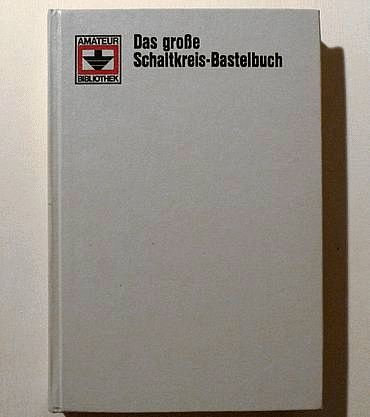 AMATEUR
BIBLIOTHEK
Das große
Schaltkreis-Bastelbuch